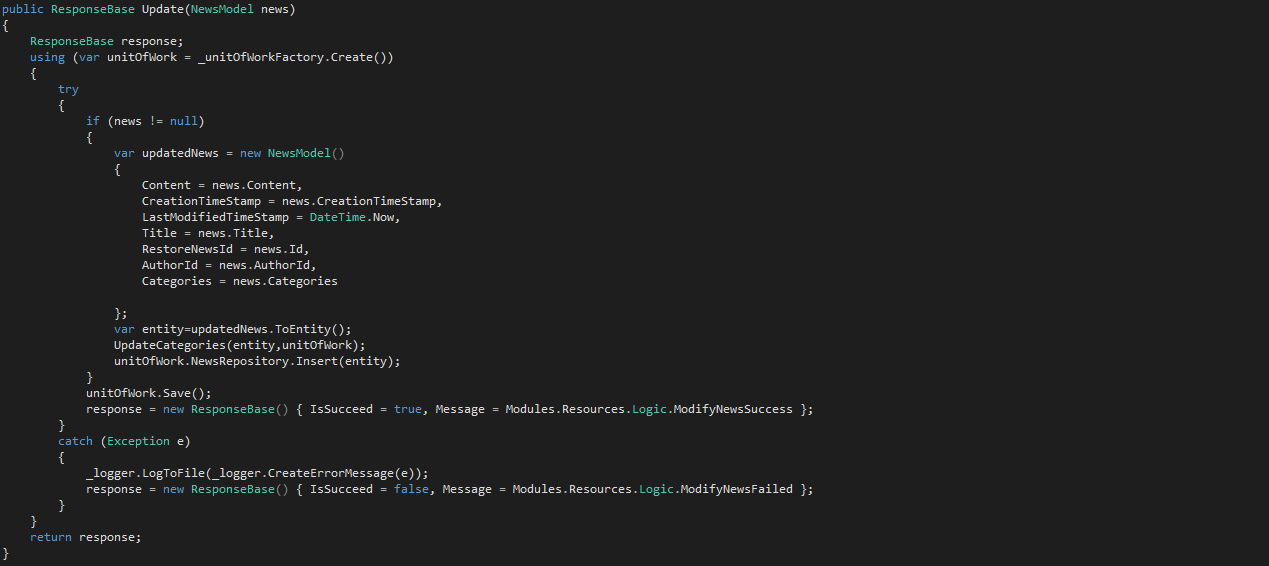 public ResponseBase Update(NewsModel news)
{
    ResponseBase response;
    using (var unitOfWork = _unitOfWorkFactory.Create())
    {
        try
        {
            if (news != null)
            {
                var updatedNews = new NewsModel()
                {
                    Content = news.Content,
                    CreationTimeStamp = news.CreationTimeStamp,
                    LastModifiedTimeStamp = DateTime.Now,
                    Title = news.Title,
                    RestoreNewsId = news.Id,
                    AuthorId = news.AuthorId,
                    Categories = news.Categories
                };
                var entity=updatedNews.ToEntity();
                UpdateCategories(entity,unitOfWork);
                unitOfWork.NewsRepository.Insert(entity);
            }
            unitOfWork.Save();
            response = new ResponseBase() { IsSucceed = true, Message = Modules.Resources.Logic.ModifyNewsSuccess };
        }
        catch (Exception e)
        {
            _logger.LogToFile(_logger.CreateErrorMessage(e));
            response = new ResponseBase() { IsSucceed = false, Message = Modules.Resources.Logic.ModifyNewsFailed };
        }
    }
    return response;
}